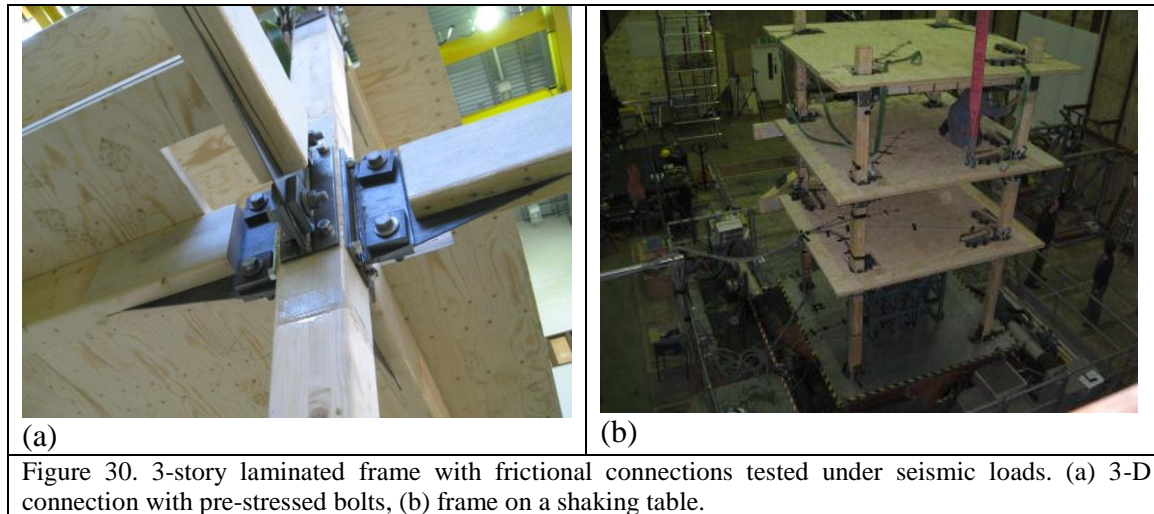 (a)
(b)
Figure 30. 3-story laminated frame with frictional connections tested under seismic loads. (a) 3-D
connection with pre-stressed bolts, (b) frame on a shaking table.